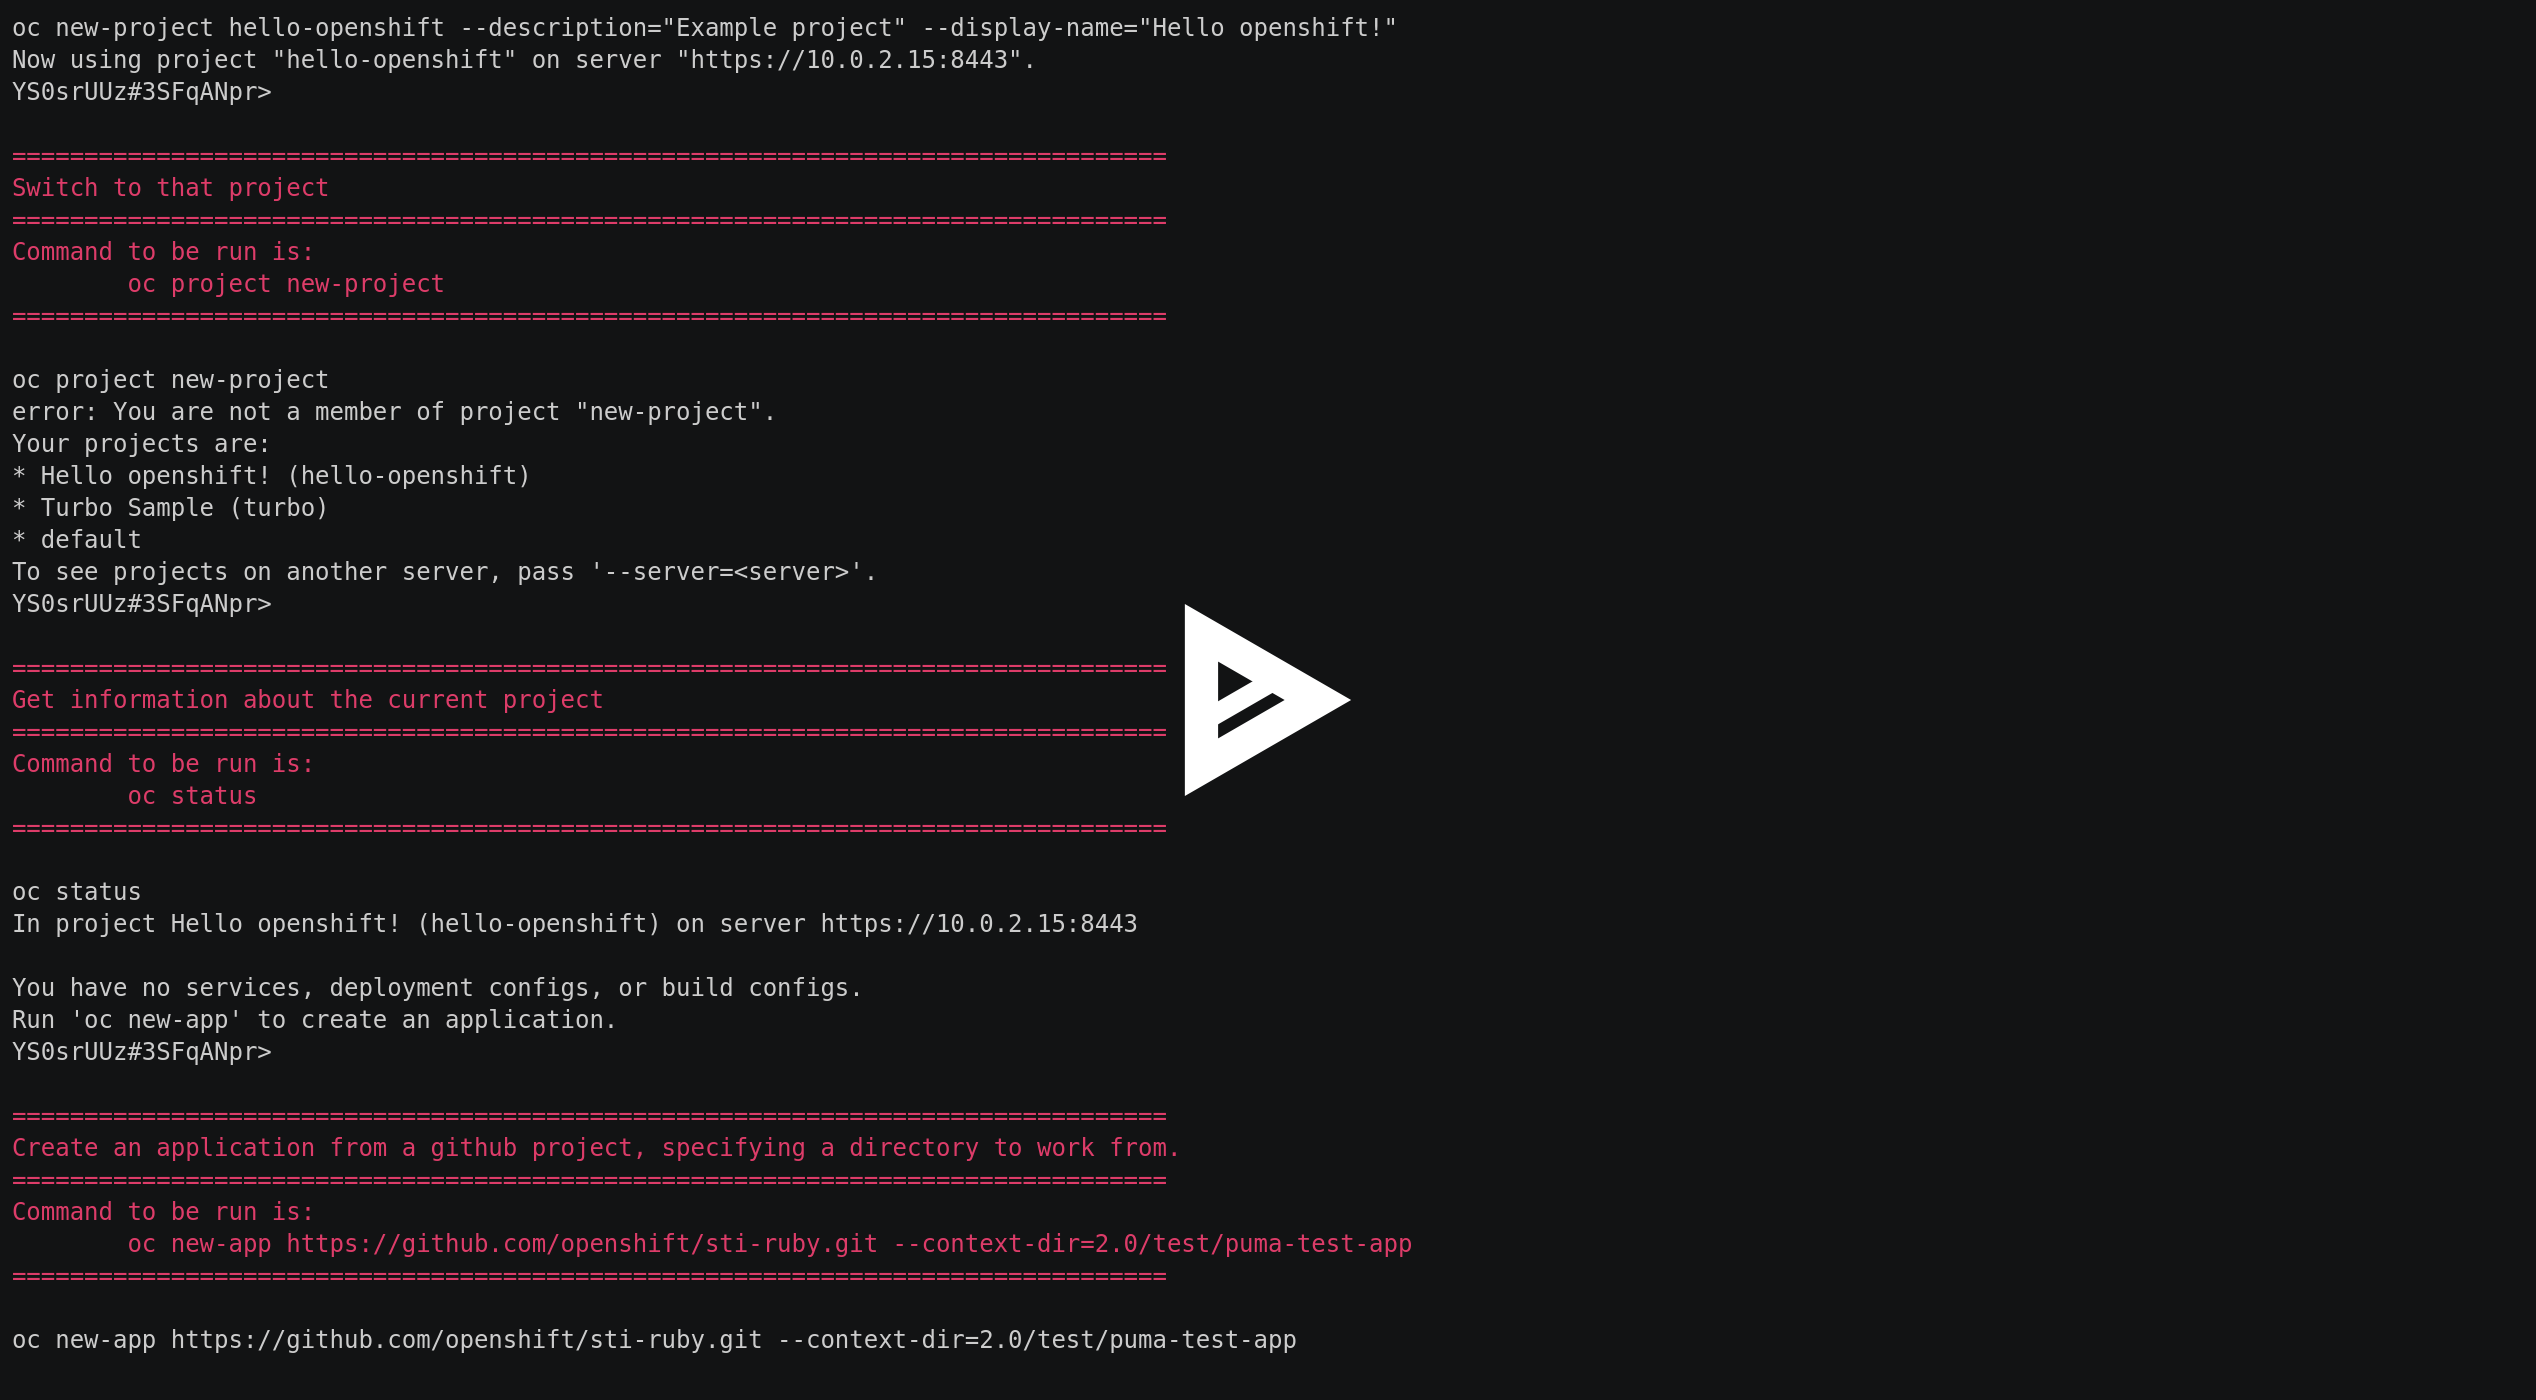 oc new-project hello-openshift --description="Example project" --display-name="Hello openshift!"
Now using project "hello-openshift" on server "https://10.0.2.15:8443".
YS0srUUz#3SFqANpr>
================================================================================
Switch to that project
================================================================================
Command to be run is:
        oc project new-project
================================================================================
oc project new-project
error: You are not a member of project "new-project".
Your projects are:
* Hello openshift! (hello-openshift)
* Turbo Sample (turbo)
* default
To see projects on another server, pass '--server=<server>'.
YS0srUUz#3SFqANpr>
================================================================================
Get information about the current project
================================================================================
Command to be run is:
        oc status
================================================================================
oc status
In project Hello openshift! (hello-openshift) on server https://10.0.2.15:8443
You have no services, deployment configs, or build configs.
Run 'oc new-app' to create an application.
YS0srUUz#3SFqANpr>
================================================================================
Create an application from a github project, specifying a directory to work from.
================================================================================
Command to be run is:
        oc new-app https://github.com/openshift/sti-ruby.git --context-dir=2.0/test/puma-test-app
================================================================================
oc new-app https://github.com/openshift/sti-ruby.git --context-dir=2.0/test/puma-test-app